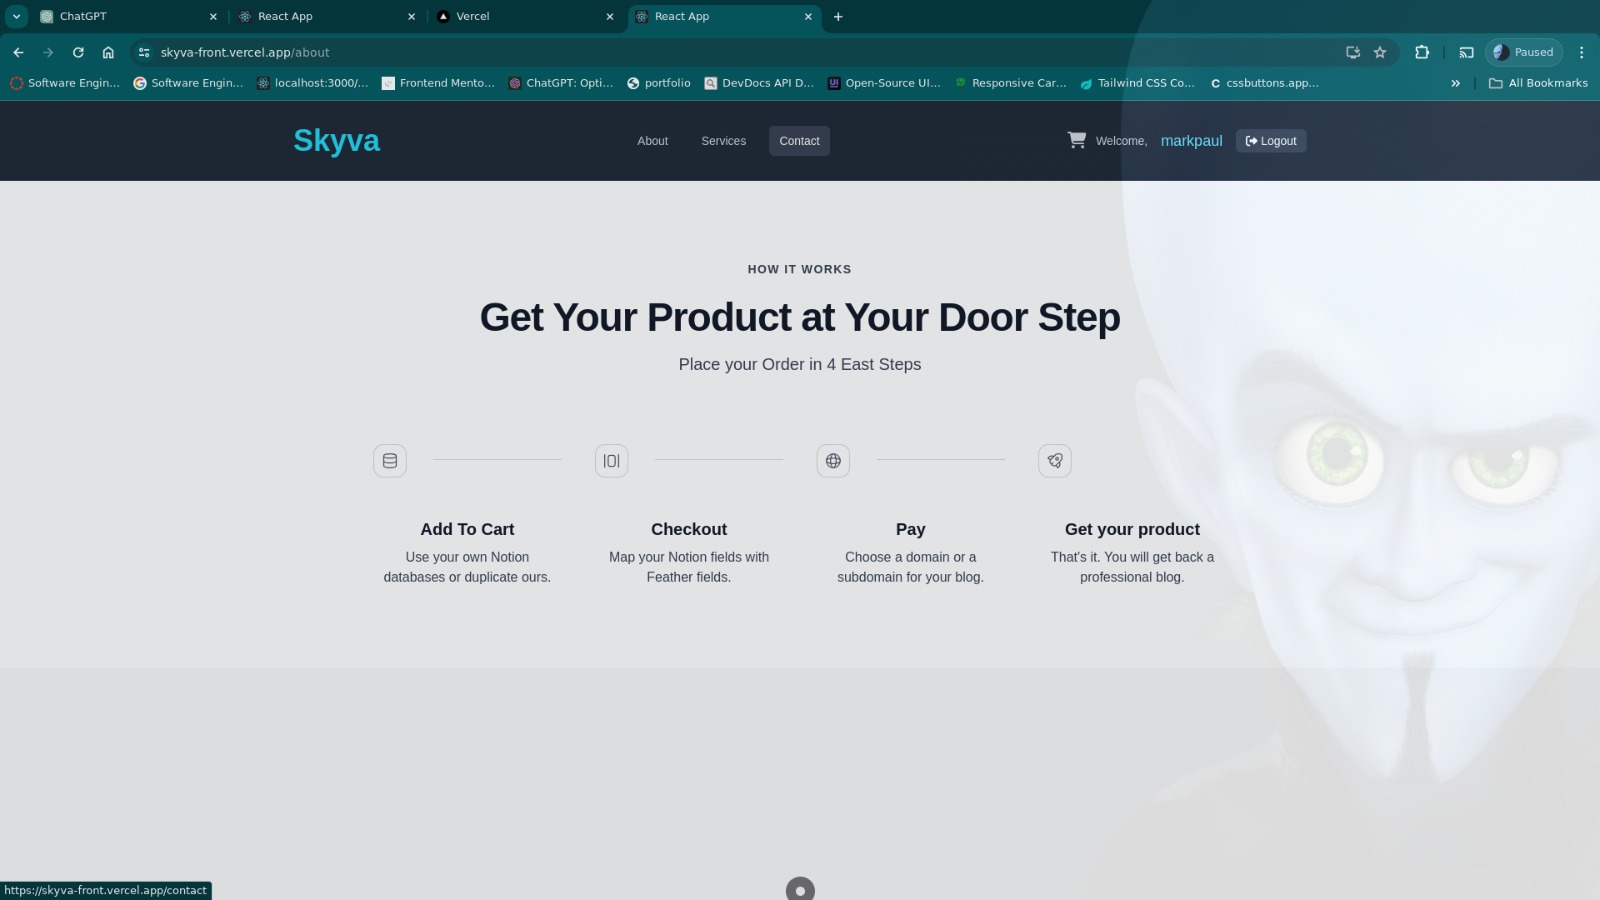 ChatGPT
React App
Vercel
React App
skyva-front.vercel.app/about
Paused
Software Engin...
Software Engin...
localhost:3000/...
Frontend Mento...
ChatGPT: Opti...
portfolio
DevDocs API D...
Open-Source UI...
Responsive Car...
Tailwind CSS Co...
cssbuttons.app...
All Bookmarks
Skyva
About
Services
Contact
Welcome,
markpaul
Logout
HOW IT WORKS
Get Your Product at Your Door Step
Place your Order in 4 East Steps
Add To Cart
Use your own Notion
databases or duplicate ours.
Checkout
Map your Notion fields with
Feather fields.
Pay
Choose a domain or a
subdomain for your blog.
Get your product
That's it. You will get back a
professional blog.
https://skyva-front.vercel.app/contact